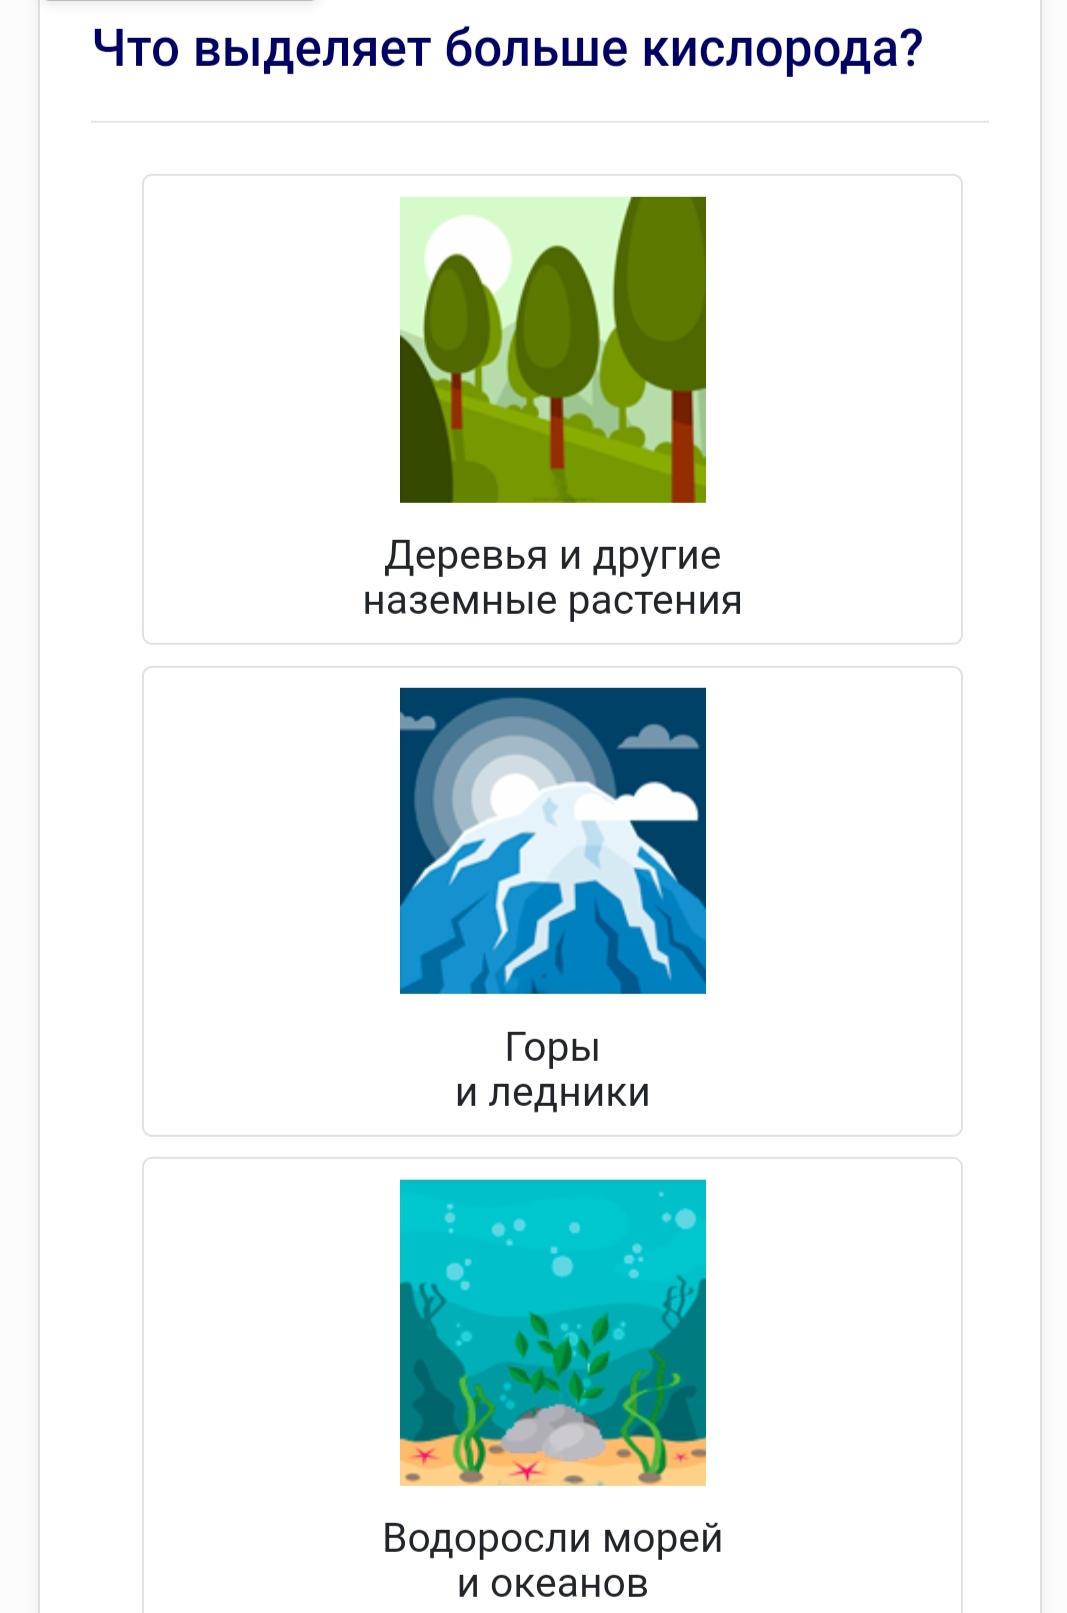 Что выделяет больше кислорода?
Деревья и другие
наземные растения
Горы
и ледники
Водоросли морей
и океанов